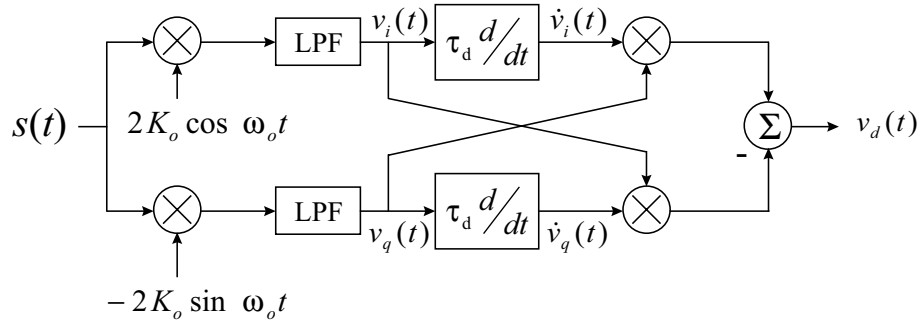 v_i(t)
v̇_i(t)
LPF
τ_d d/dt
2K_o cos ω_o t
s(t)
Σ
v_d(t)
-
LPF
τ_d d/dt
v_q(t)
v̇_q(t)
− 2K_o sin ω_o t